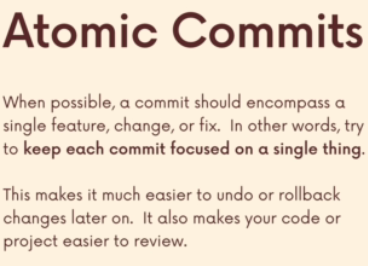 Atomic Commits
When possible, a commit should encompass a
single feature, change, or fix. In other words, try
to keep each commit focused on a single thing.
This makes it much easier to undo or rollback
changes later on. It also makes your code or
project easier to review.